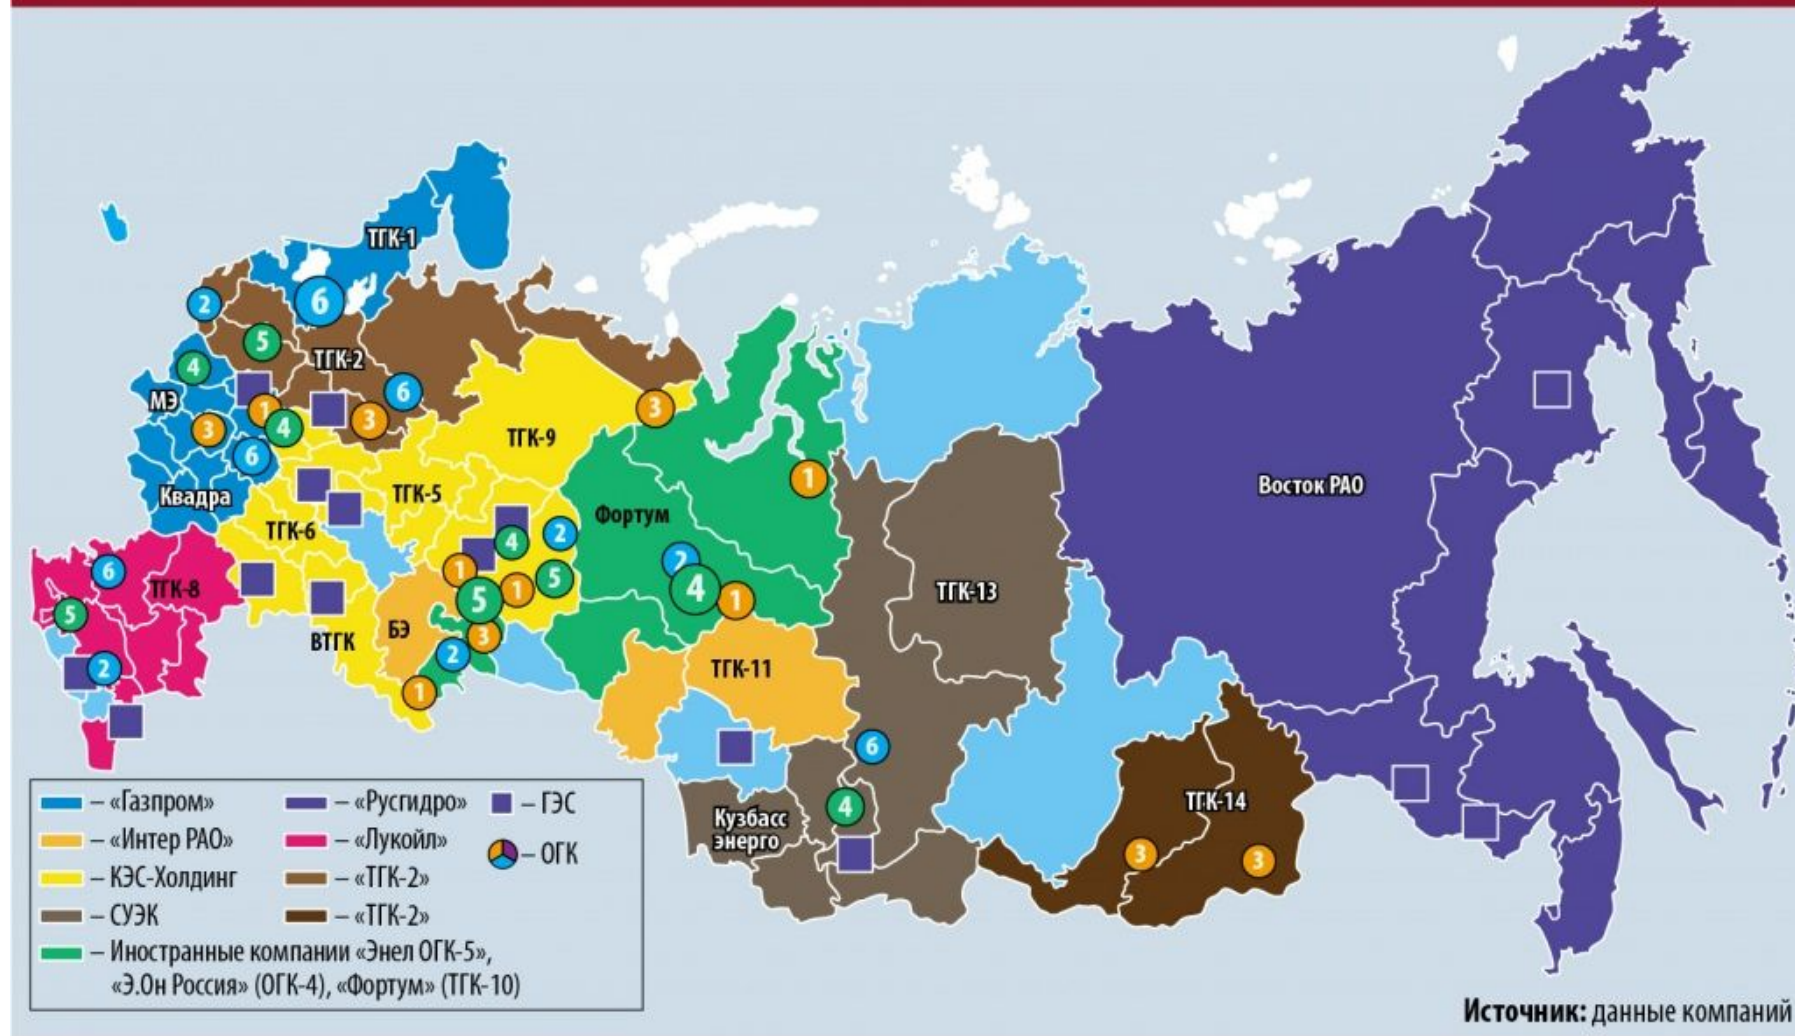 ТГК-1
2
6
5
ТГК-2
4
6
МЭ
1
3
3
4
3
ТГК-9
6
1
Квадра
ТГК-5
Фортум
Восток РАО
ТГК-6
4
2
2
6
1
5
ТГК-8
1
4
1
ТГК-13
5
5
БЭ
3
ВТГК
2
2
ТГК-11
1
6
4
ТГК-14
Кузбасс
энерго
3
3
– «Газпром»
– «Русгидро»
– ГЭС
– «Интер РАО»
– «Лукойл»
– ОГК
– КЭС-Холдинг
– «ТГК-2»
– СУЭК
– «ТГК-2»
– Иностранные компании «Энел ОГК-5»,
«Э.Он Россия» (ОГК-4), «Фортум» (ТГК-10)
Источник: данные компаний